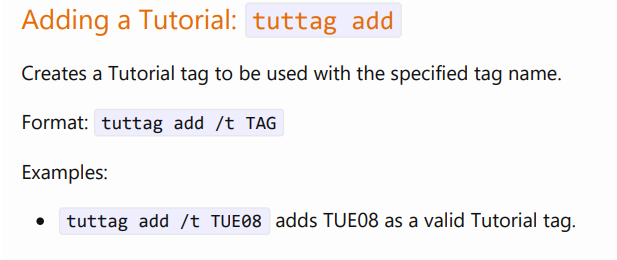 Adding a Tutorial: tuttag add
Creates a Tutorial tag to be used with the specified tag name.
Format: tuttag add /t TAG
Examples:
• tuttag add /t TUE08 adds TUE08 as a valid Tutorial tag.